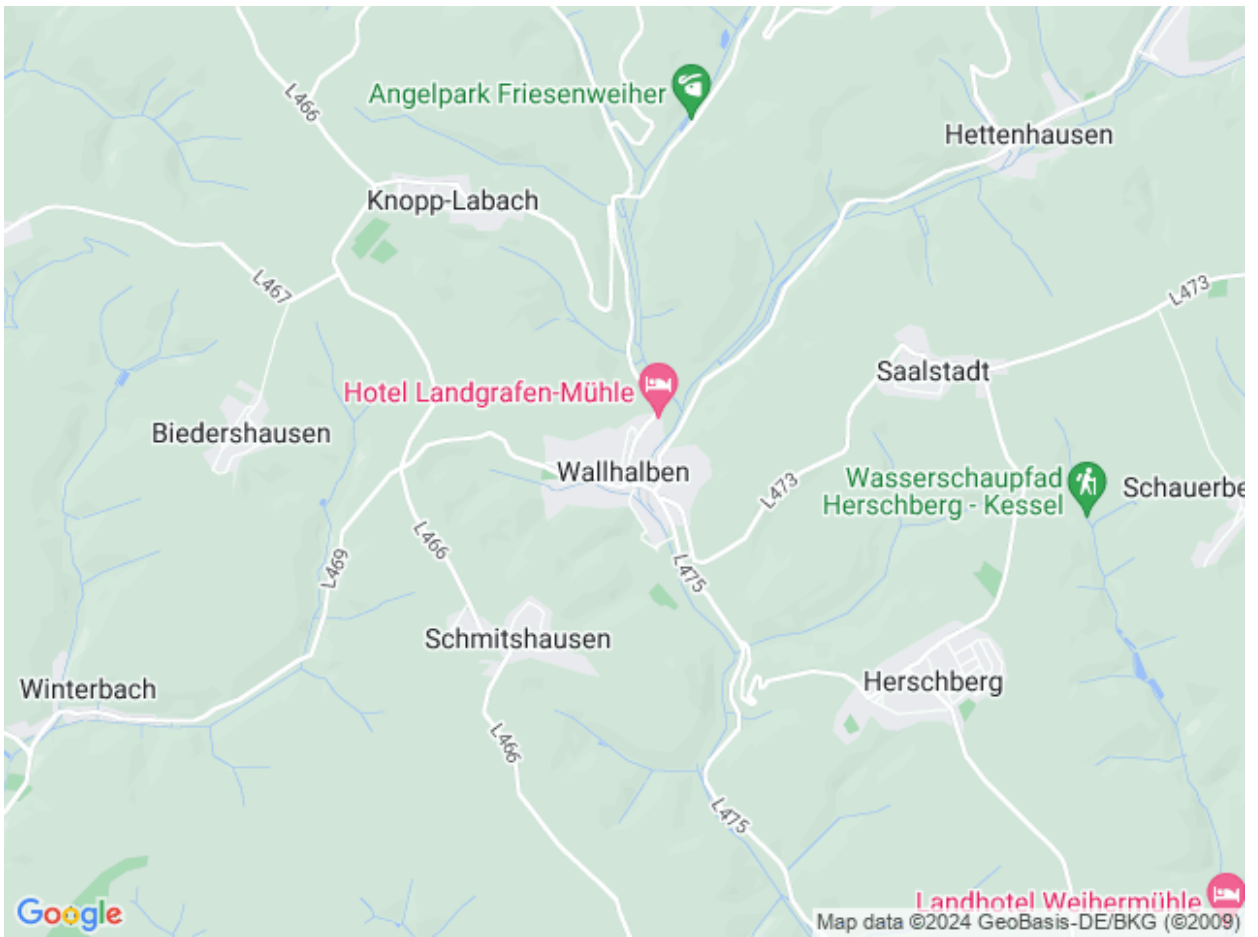 Angelpark Friesenweiher
L466
Hettenhausen
Knopp-Labach
L467
L473
Saalstadt
Hotel Landgrafen-Mühle
Biedershausen
Wallhalben
Wasserschaupfad
Herschberg - Kessel
L473
Schauerbe
L466
L469
L475
Schmitshausen
Herschberg
Winterbach
L466
L475
Landhotel Weihermühle
Google
Map data ©2024 GeoBasis-DE/BKG (©2009)